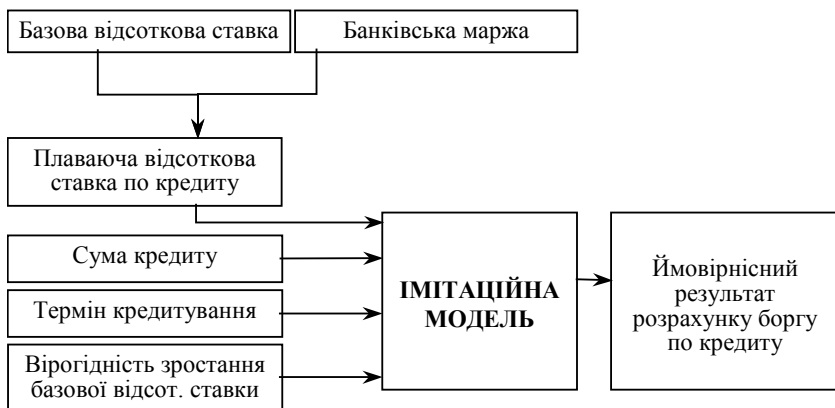 Базова відсоткова ставка
Банківська маржа
Плаваюча відсоткова
ставка по кредиту
Сума кредиту
Термін кредитування
Вірогідність зростання
базової відсот. ставки
ІМІТАЦІЙНА
МОДЕЛЬ
Ймовірнісний
результат
розрахунку боргу
по кредиту